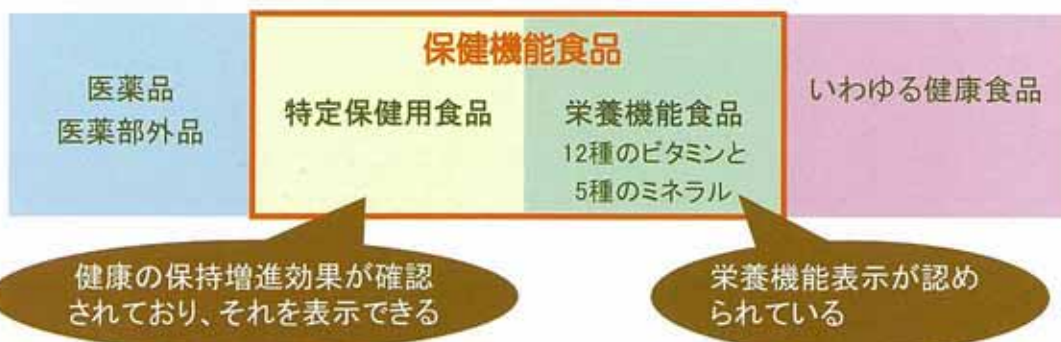 医薬品
医薬部外品
保健機能食品
特定保健用食品
栄養機能食品
12種のビタミンと
5種のミネラル
いわゆる健康食品
健康の保持増進効果が確認
されており、それを表示できる
栄養機能表示が認め
られている